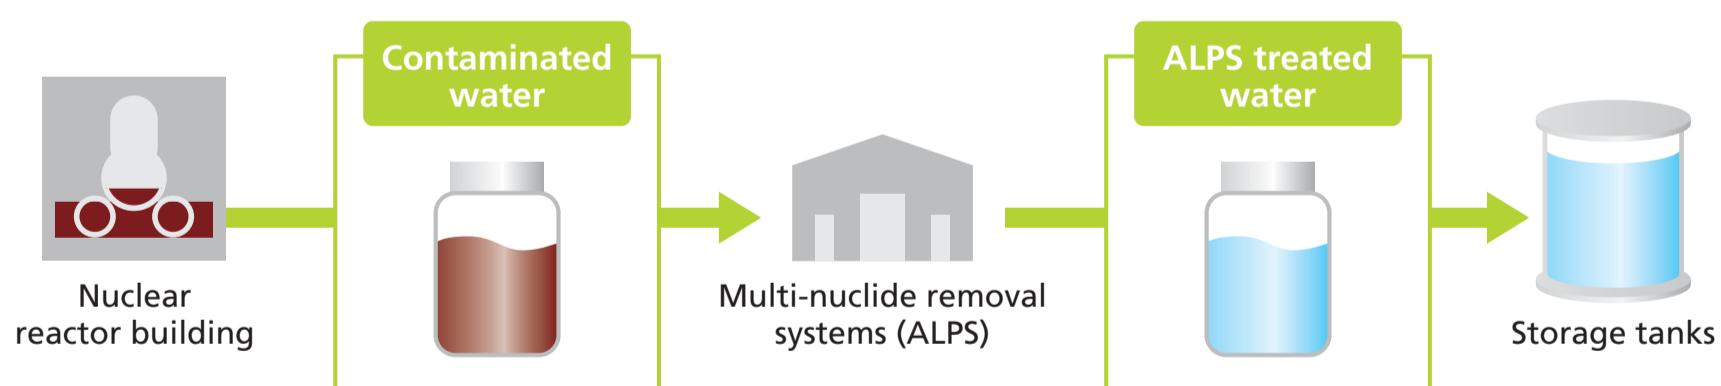 Contaminated
water
ALPS treated
water
Nuclear
reactor building
Multi-nuclide removal
systems (ALPS)
Storage tanks